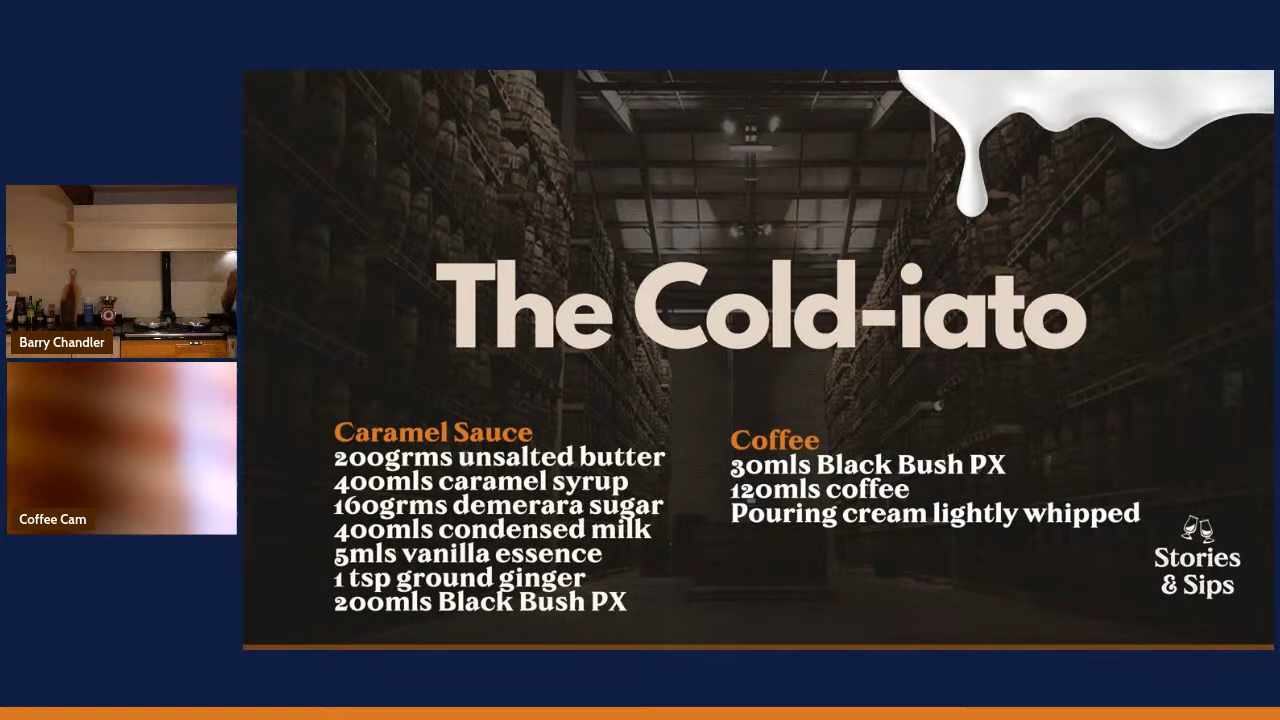 Barry Chandler
Coffee Cam
The Cold-iato
Caramel Sauce
200grms unsalted butter
400mls caramel syrup
160grms demerara sugar
400mls condensed milk
5mls vanilla essence
1 tsp ground ginger
200mls Black Bush PX
Coffee
30mls Black Bush PX
120mls coffee
Pouring cream lightly whipped
Stories
& Sips